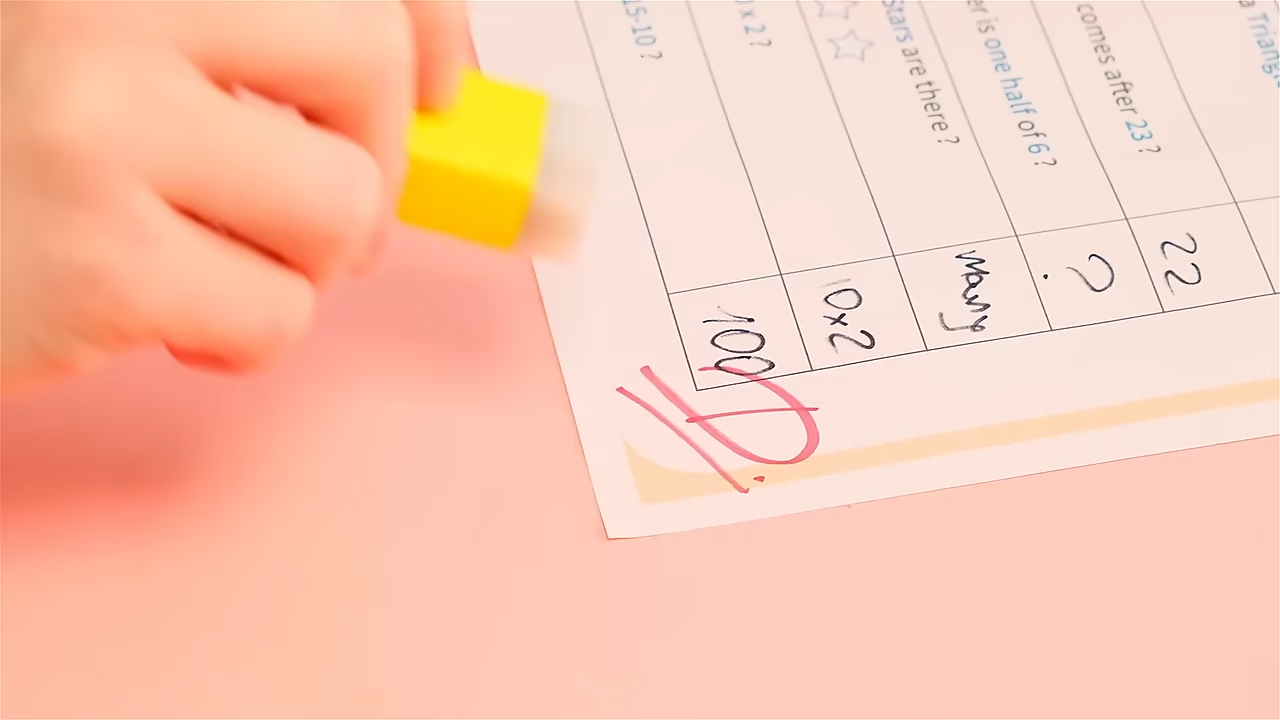 a Triang
comes after 23 ? 22
er is one half of 6 ? ?
Stars are there ? Many
x 2 ? 10x2
15-10 ? 100